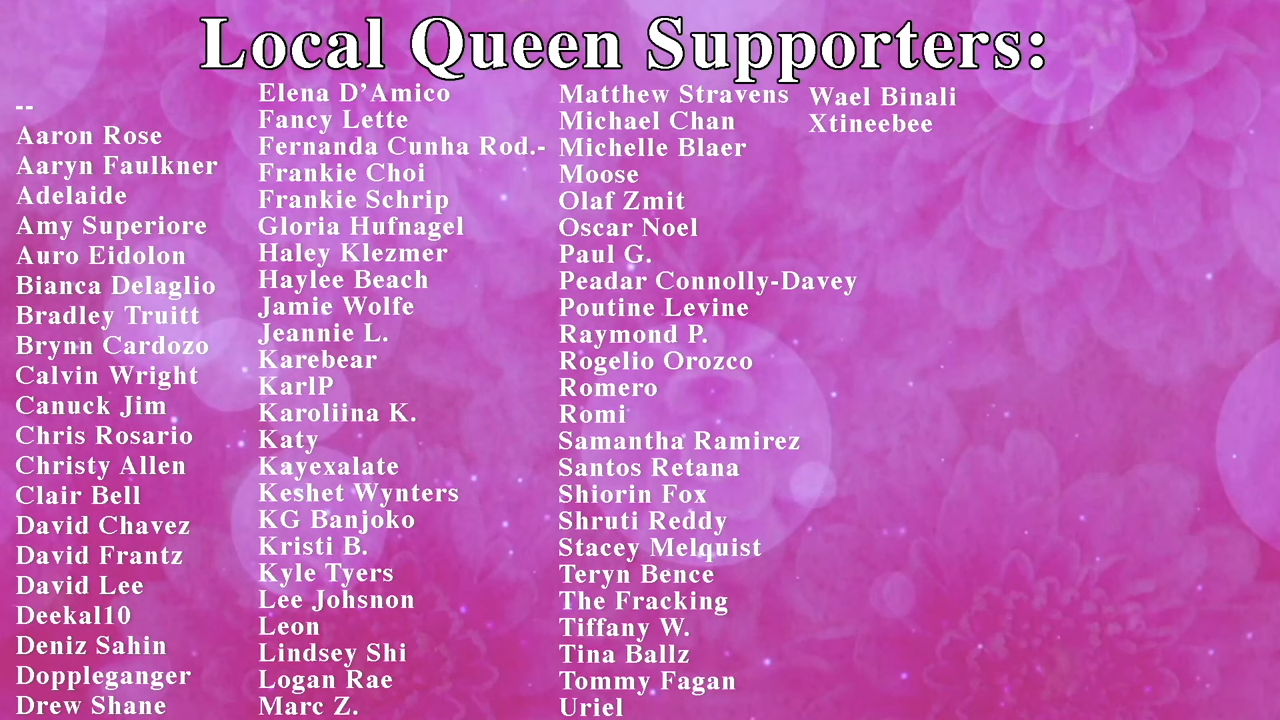 Local Queen Supporters:
--
Aaron Rose
Aaryn Faulkner
Adelaide
Amy Superiore
Auro Eidolon
Bianca Delaglio
Bradley Truitt
Brynn Cardozo
Calvin Wright
Canuck Jim
Chris Rosario
Christy Allen
Clair Bell
David Chavez
David Frantz
David Lee
Deekal10
Deniz Sahin
Doppleganger
Drew Shane
Elena D’Amico
Fancy Lette
Fernanda Cunha Rod.-
Frankie Choi
Frankie Schrip
Gloria Hufnagel
Haley Klezmer
Haylee Beach
Jamie Wolfe
Jeannie L.
Karebear
KarlP
Karoliina K.
Katy
Kayexalate
Keshet Wynters
KG Banjoko
Kristi B.
Kyle Tyers
Lee Johsnon
Leon
Lindsey Shi
Logan Rae
Marc Z.
Matthew Stravens
Michael Chan
Michelle Blaer
Moose
Olaf Zmit
Oscar Noel
Paul G.
Peadar Connolly-Davey
Poutine Levine
Raymond P.
Rogelio Orozco
Romero
Romi
Samantha Ramirez
Santos Retana
Shiorin Fox
Shruti Reddy
Stacey Melquist
Teryn Bence
The Fracking
Tiffany W.
Tina Ballz
Tommy Fagan
Uriel
Wael Binali
Xtineebee